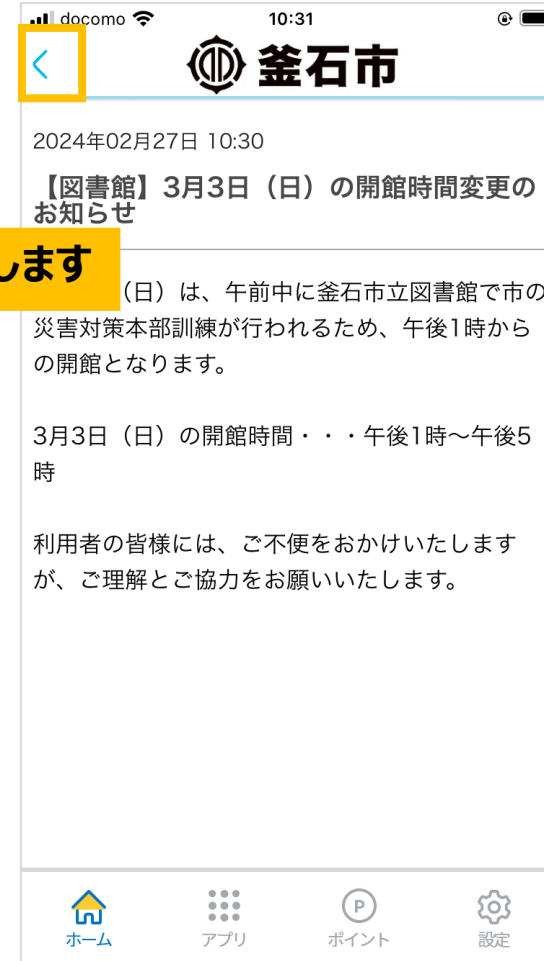 docomo 10:31
釜石市
2024年02月27日 10:30
【図書館】3月3日（日）の開館時間変更の
お知らせ
します
（日）は、午前中に釜石市立図書館で市の
災害対策本部訓練が行われるため、午後1時から
の開館となります。
3月3日（日）の開館時間・・・午後1時〜午後5
時
利用者の皆様には、ご不便をおかけいたします
が、ご理解とご協力をお願いいたします。
ホーム アプリ P ポイント 設定